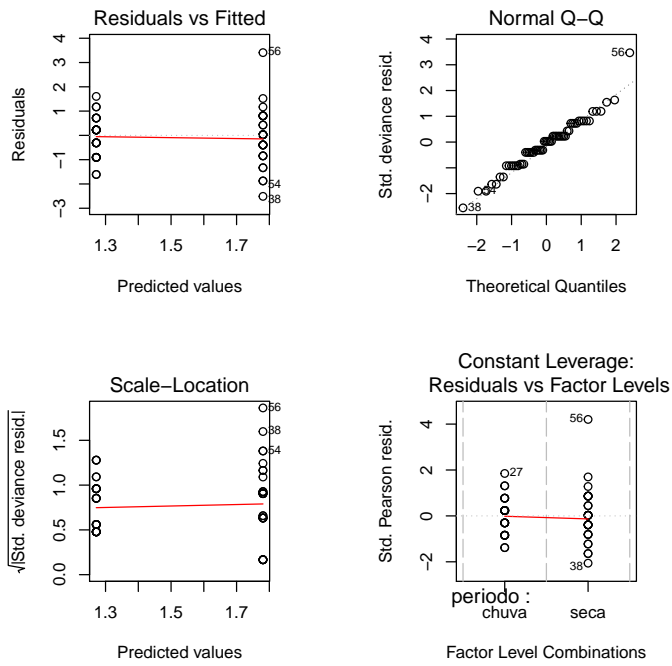 Residuals vs Fitted
Residuals
4
3
2
1
−1
−3
56
54
38
1.3
1.5
1.7
Predicted values
Normal Q−Q
Std. deviance resid.
4
3
2
1
0
−2
56
54
38
−2
−1
0
1
2
Theoretical Quantiles
Scale−Location
√|Std. deviance resid.|
1.5
1.0
0.5
0.0
56
38
54
1.3
1.5
1.7
Predicted values
Constant Leverage:
Residuals vs Factor Levels
Std. Pearson resid.
4
2
0
−2
56
27
38
periodo :
chuva
seca
Factor Level Combinations